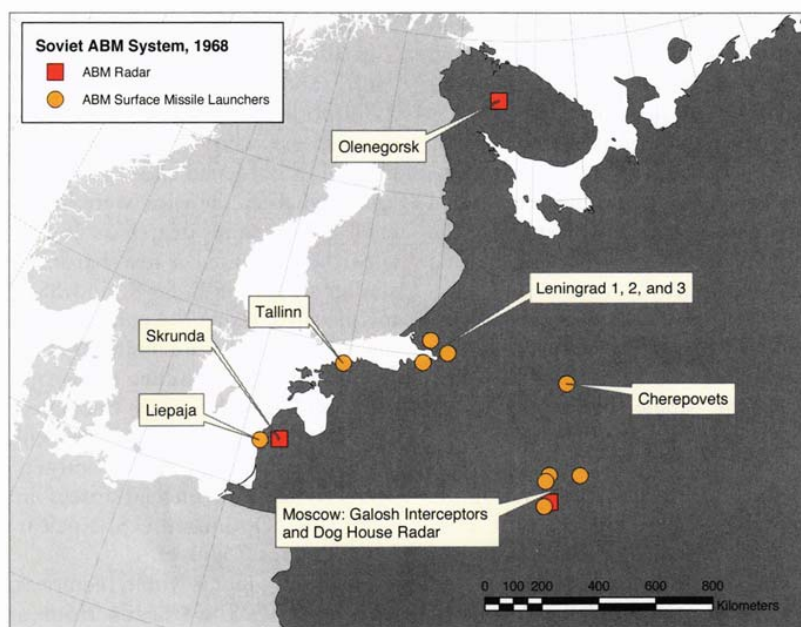 Soviet ABM System, 1968
ABM Radar
ABM Surface Missile Launchers
Olenegorsk
Leningrad 1, 2, and 3
Tallinn
Skrunda
Liepaja
Cherepovets
Moscow: Galosh Interceptors
and Dog House Radar
0 100 200 400 600 800
Kilometers